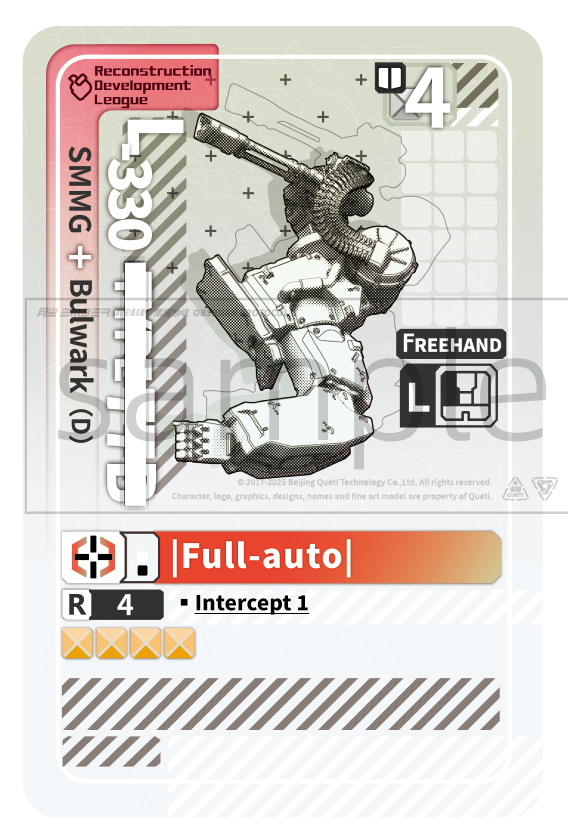 Reconstruction
Development
League
4
L-330
SMMG + Bulwark (D)
FREEHAND
L
sample
© 2017-2025 Beijing Queti Technology Co.,Ltd, All rights reserved.
Character, logo, graphics, designs, names and fine art model are property of Queti.
QUETI
|Full-auto|
R 4
▪ Intercept 1